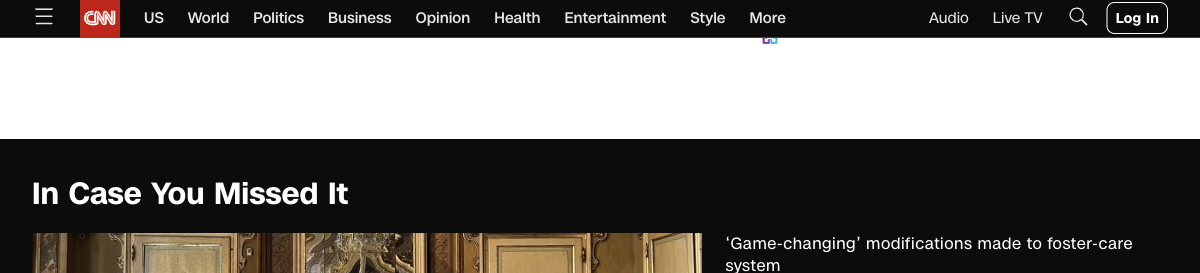 CNN US World Politics Business Opinion Health Entertainment Style More Audio Live TV Log In
In Case You Missed It
‘Game-changing’ modifications made to foster-care
system